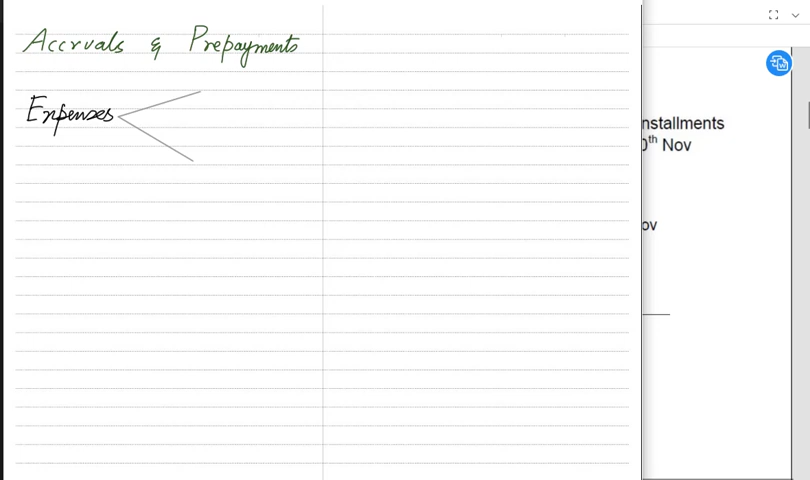 Accruals & Prepayments
Expenses
nstallments
0th Nov
ov